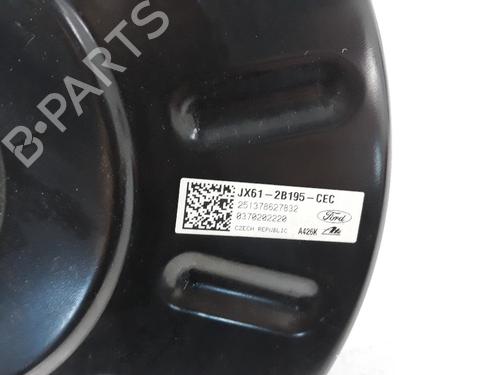 B-PARTS
JX61-2B195-CEC
251378627832
0370202220
Ford
CZECH REPUBLIC A426K